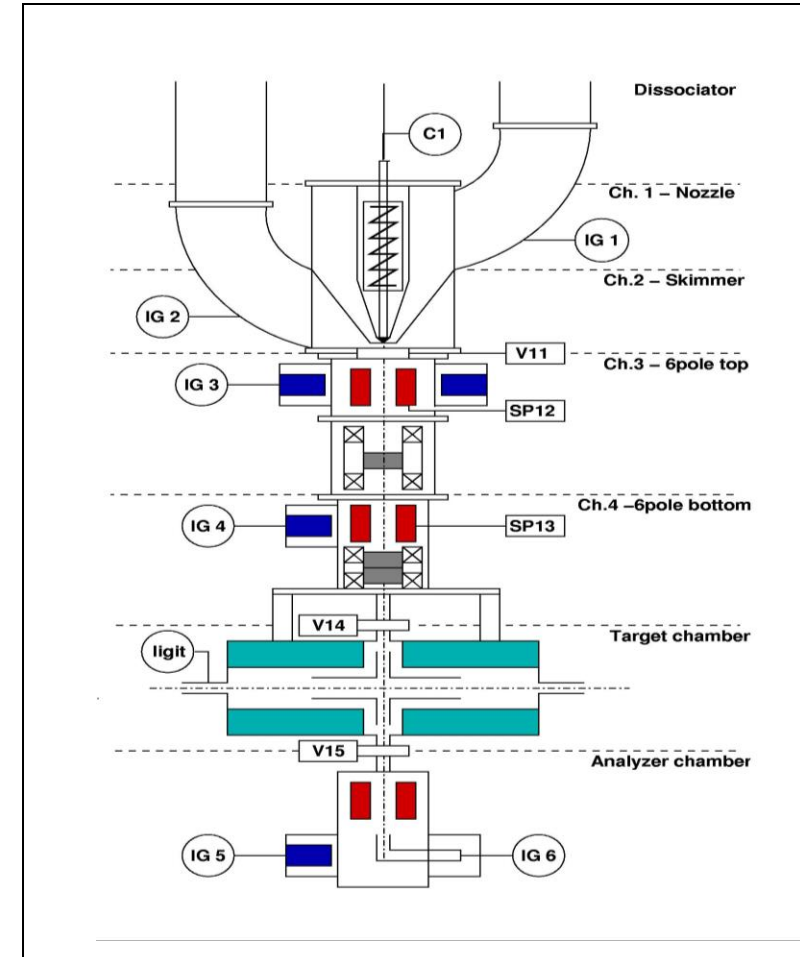 Dissociator
C1
Ch. 1 – Nozzle
IG 1
Ch.2 – Skimmer
IG 2
V11
Ch.3 – 6pole top
IG 3
SP12
Ch.4 –6pole bottom
IG 4
SP13
V14
Target chamber
ligit
V15
Analyzer chamber
IG 5
IG 6